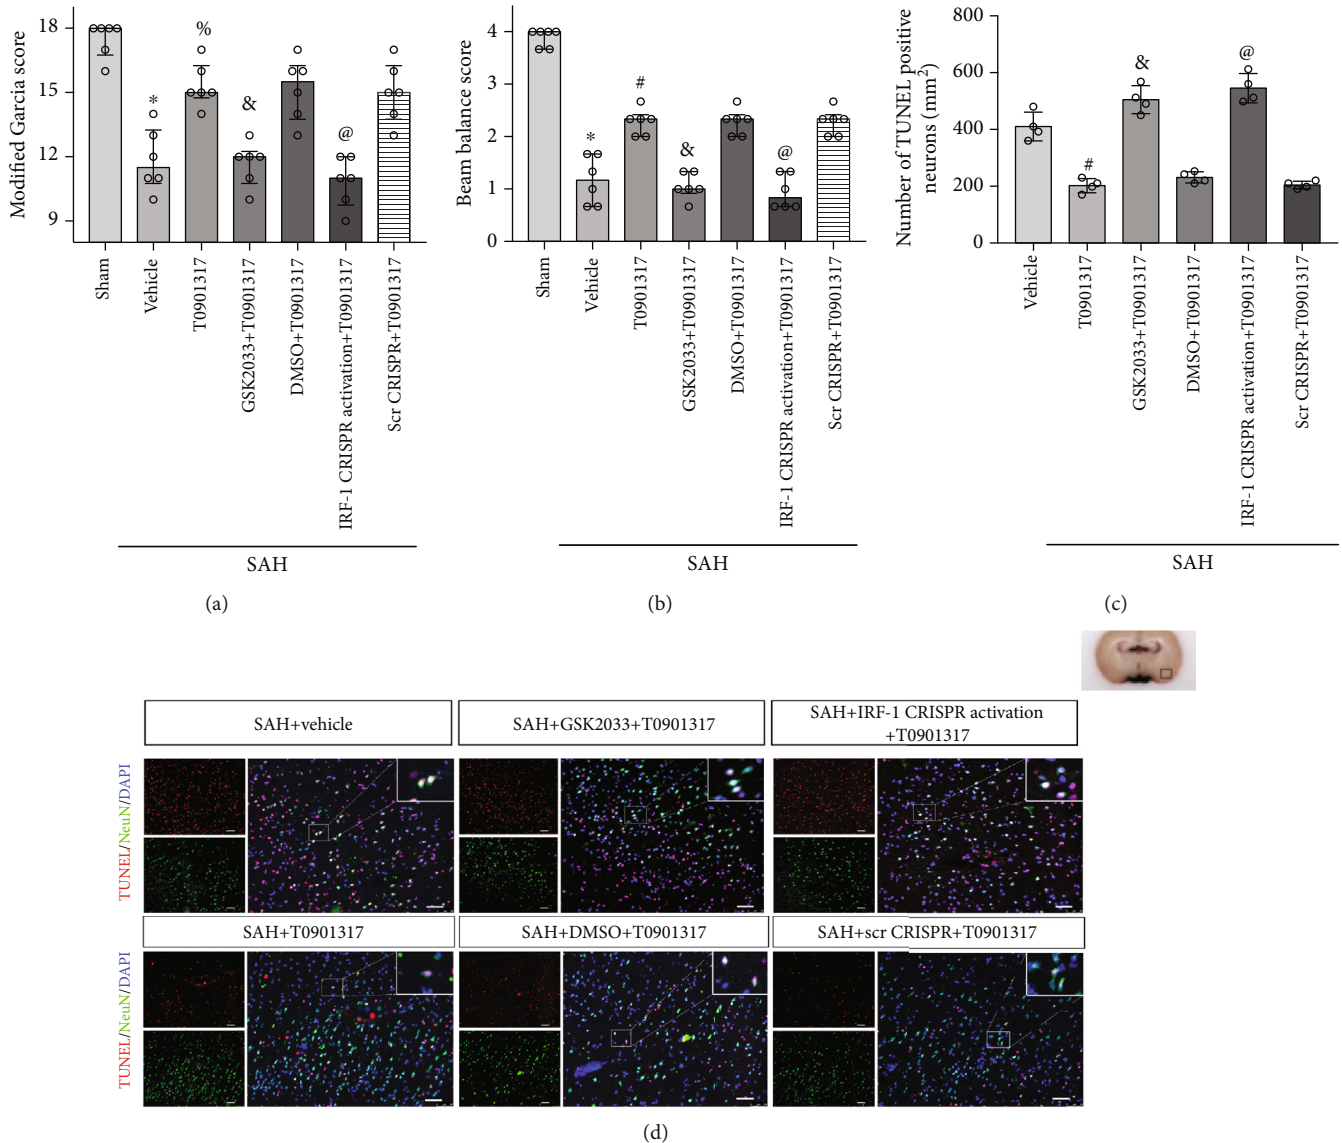 Modified Garcia score
18
15
12
9
*
%
&
@
Sham
Vehicle
T0901317
GSK2033+T0901317
DMSO+T0901317
IRF-1 CRISPR activation+T0901317
Scr CRISPR+T0901317
SAH
(a)
Beam balance score
4
3
2
1
0
*
#
&
@
Sham
Vehicle
T0901317
GSK2033+T0901317
DMSO+T0901317
IRF-1 CRISPR activation+T0901317
Scr CRISPR+T0901317
SAH
(b)
Number of TUNEL positive
neurons (mm²)
800
600
400
200
0
#
&
@
Vehicle
T0901317
GSK2033+T0901317
DMSO+T0901317
IRF-1 CRISPR activation+T0901317
Scr CRISPR+T0901317
SAH
(c)
SAH+vehicle
SAH+GSK2033+T0901317
SAH+IRF-1 CRISPR activation
+T0901317
TUNEL/NeuN/DAPI
SAH+T0901317
SAH+DMSO+T0901317
SAH+scr CRISPR+T0901317
TUNEL/NeuN/DAPI
(d)